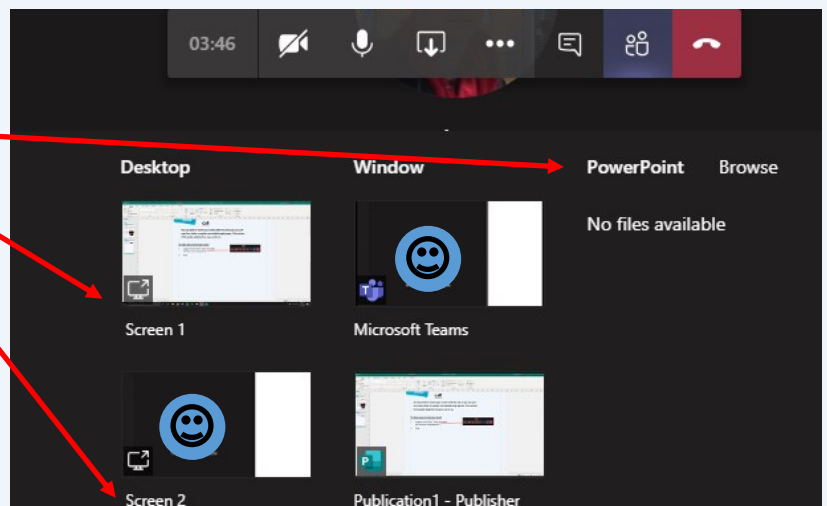 03:46
Desktop
Window
PowerPoint Browse
No files available
Screen 1
Microsoft Teams
Screen 2
Publication1 - Publisher